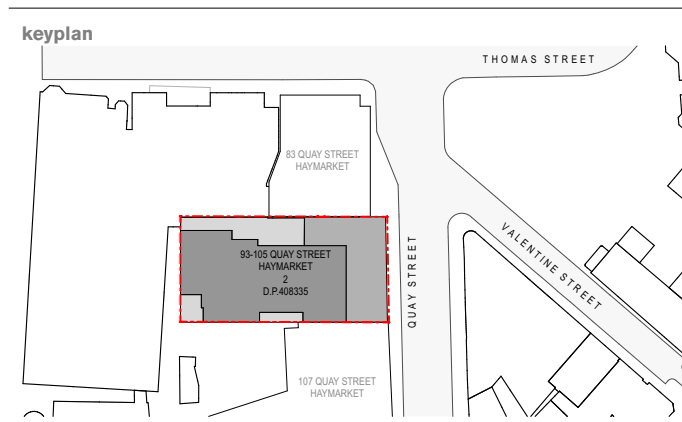 keyplan
THOMAS STREET
83 QUAY STREET
HAYMARKET
QUAY STREET
VALENTINE STREET
93-105 QUAY STREET
HAYMARKET
2
D.P.408335
107 QUAY STREET
HAYMARKET